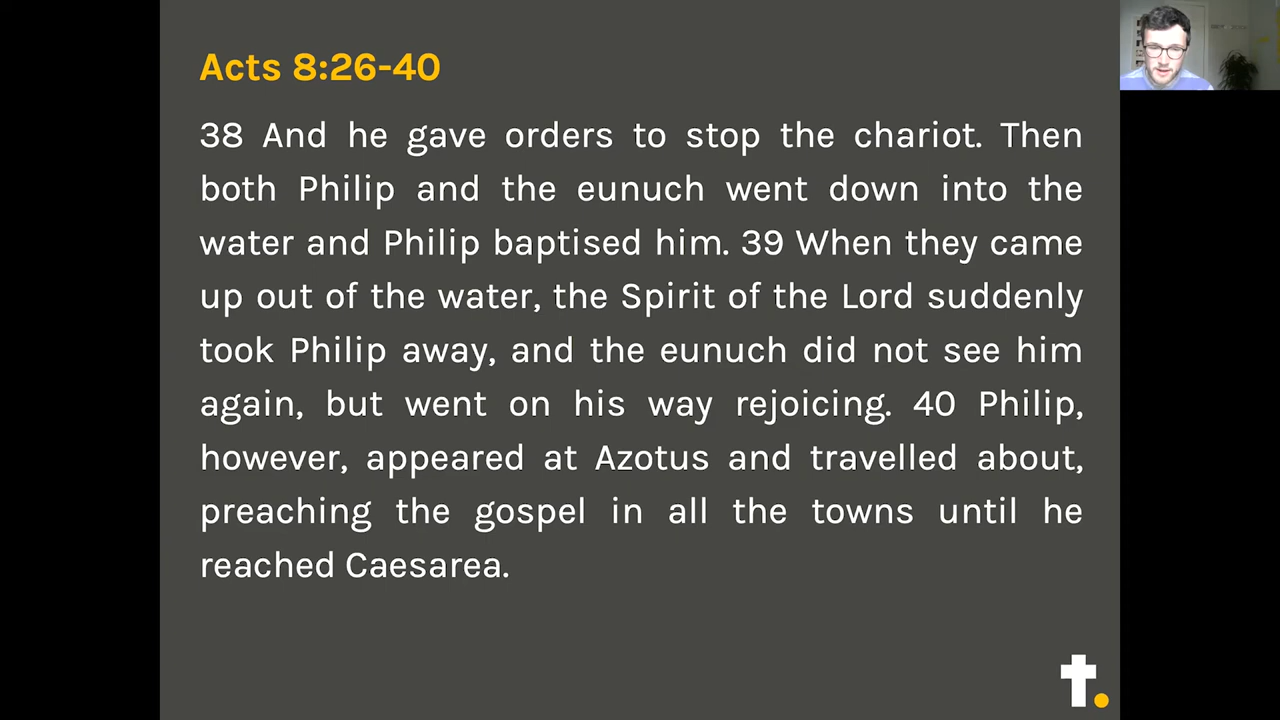 Acts 8:26-40
38 And he gave orders to stop the chariot. Then
both Philip and the eunuch went down into the
water and Philip baptised him. 39 When they came
up out of the water, the Spirit of the Lord suddenly
took Philip away, and the eunuch did not see him
again, but went on his way rejoicing. 40 Philip,
however, appeared at Azotus and travelled about,
preaching the gospel in all the towns until he
reached Caesarea.
t.